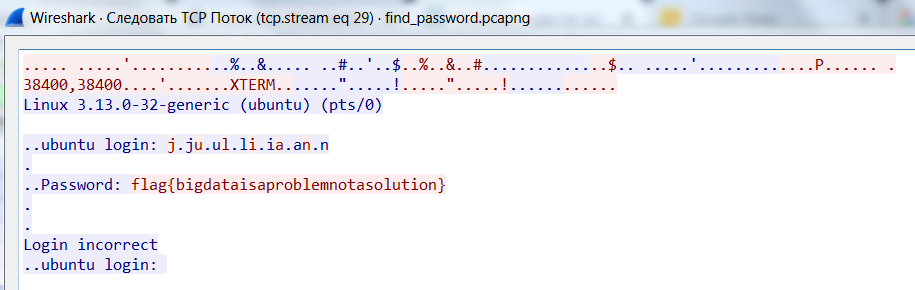 Wireshark · Следовать TCP Поток (tcp.stream eq 29) · find_password.pcapng
..... .....'...........%..&..... ..#..'..$..%..&..#..............$.. .....'..............P...... .
38400,38400....'.......XTERM.......".....!....."......!............
Linux 3.13.0-32-generic (ubuntu) (pts/0)
..ubuntu login: j.ju.ul.li.ia.an.n
.
..Password: flag{bigdataisaproblemnotasolution}
.
.
Login incorrect
..ubuntu login: